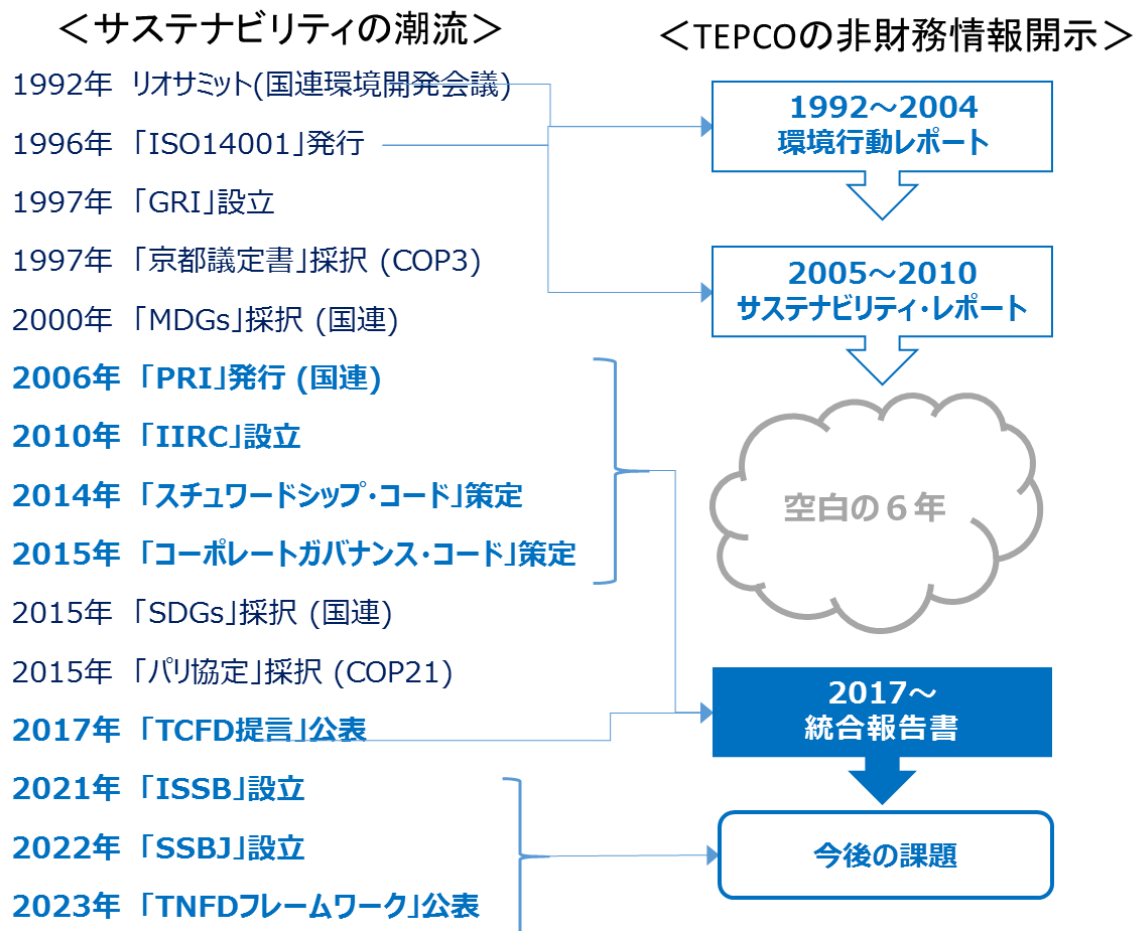 ＜サステナビリティの潮流＞
1992年 リオサミット(国連環境開発会議)
1996年 「ISO14001」発行
1997年 「GRI」設立
1997年 「京都議定書」採択 (COP3)
2000年 「MDGs」採択 (国連)
2006年 「PRI」発行 (国連)
2010年 「IIRC」設立
2014年 「スチュワードシップ・コード」策定
2015年 「コーポレートガバナンス・コード」策定
2015年 「SDGs」採択 (国連)
2015年 「パリ協定」採択 (COP21)
2017年 「TCFD提言」公表
2021年 「ISSB」設立
2022年 「SSBJ」設立
2023年 「TNFDフレームワーク」公表
＜TEPCOの非財務情報開示＞
1992～2004
環境行動レポート
2005～2010
サステナビリティ・レポート
空白の６年
2017～
統合報告書
今後の課題